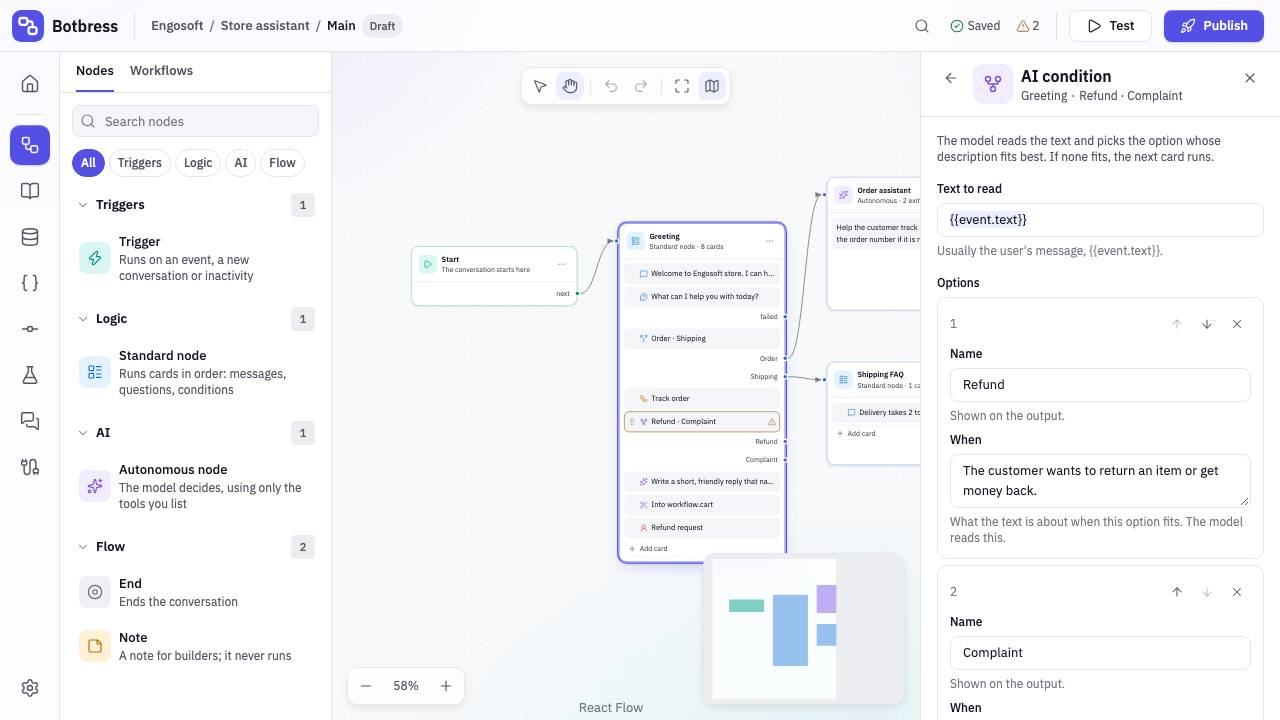 Botbress
Engosoft / Store assistant / Main Draft
Saved
2
Test
Publish
Nodes Workflows
Search nodes
All Triggers Logic AI Flow
Triggers 1
Trigger
Runs on an event, a new
conversation or inactivity
Logic 1
Standard node
Runs cards in order: messages,
questions, conditions
AI 1
Autonomous node
The model decides, using only the
tools you list
Flow 2
End
Ends the conversation
Note
A note for builders; it never runs
Start
The conversation starts here
next
Greeting
Standard node · 8 cards
Welcome to Engosoft store. I can h...
What can I help you with today?
failed
Order · Shipping
Order
Shipping
Track order
Refund · Complaint
Refund
Complaint
Write a short, friendly reply that na...
Into workflow.cart
Refund request
Add card
Order assistant
Autonomous · 2 exit
Help the customer track
the order number if it is n
Shipping FAQ
Standard node · 1 ca
Delivery takes 2 to
Add card
58%
React Flow
AI condition
Greeting · Refund · Complaint
The model reads the text and picks the option whose
description fits best. If none fits, the next card runs.
Text to read
{{event.text}}
Usually the user's message, {{event.text}}.
Options
1
Name
Refund
Shown on the output.
When
The customer wants to return an item or get
money back.
What the text is about when this option fits. The model
reads this.
2
Name
Complaint
Shown on the output.
When